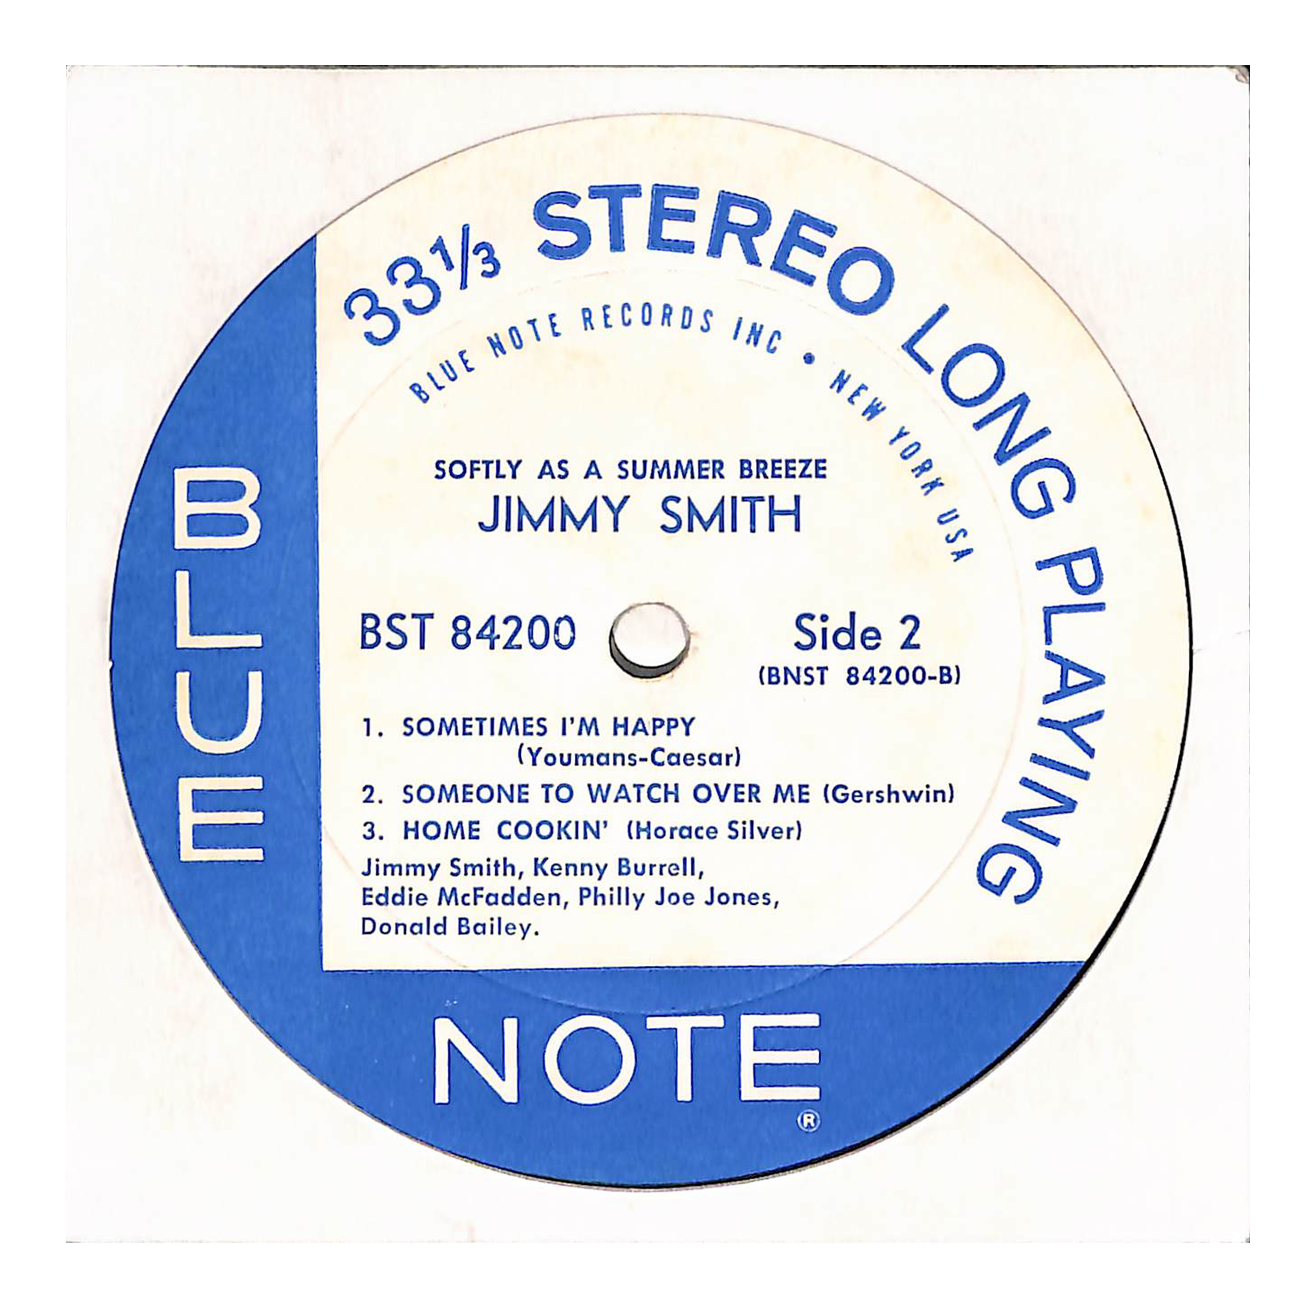 33⅓ STEREO LONG PLAYING
BLUE NOTE RECORDS INC • NEW YORK USA
SOFTLY AS A SUMMER BREEZE
JIMMY SMITH
BST 84200
Side 2
(BNST 84200-B)
1. SOMETIMES I'M HAPPY
(Youmans-Caesar)
2. SOMEONE TO WATCH OVER ME (Gershwin)
3. HOME COOKIN' (Horace Silver)
Jimmy Smith, Kenny Burrell,
Eddie McFadden, Philly Joe Jones,
Donald Bailey.
BLUE
NOTE
®